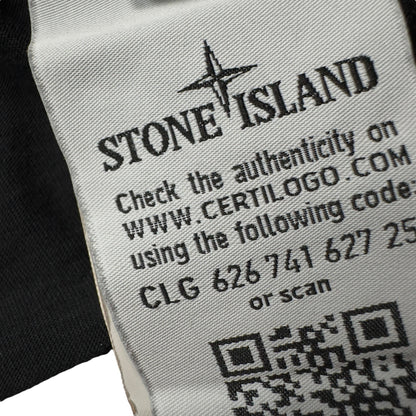 STONE ISLAND
Check the authenticity on
WWW.CERTILOGO.COM
using the following code:
CLG 626 741 627 25
or scan